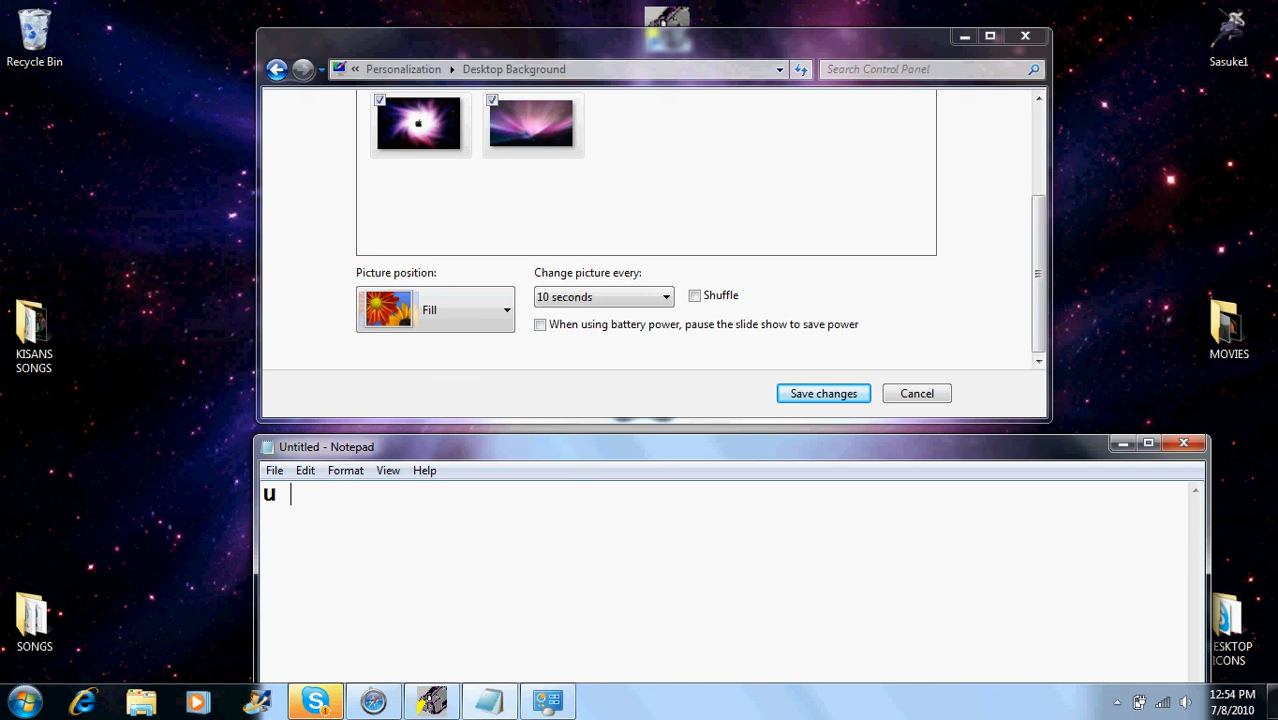 Recycle Bin
Sasuke1
« Personalization Desktop Background
Search Control Panel
Picture position:
Change picture every:
Fill
10 seconds
Shuffle
When using battery power, pause the slide show to save power
KISANS
SONGS
MOVIES
Save changes
Cancel
Untitled - Notepad
File Edit Format View Help
u
SONGS
ESKTOP
ICONS
1
12:54 PM
7/8/2010